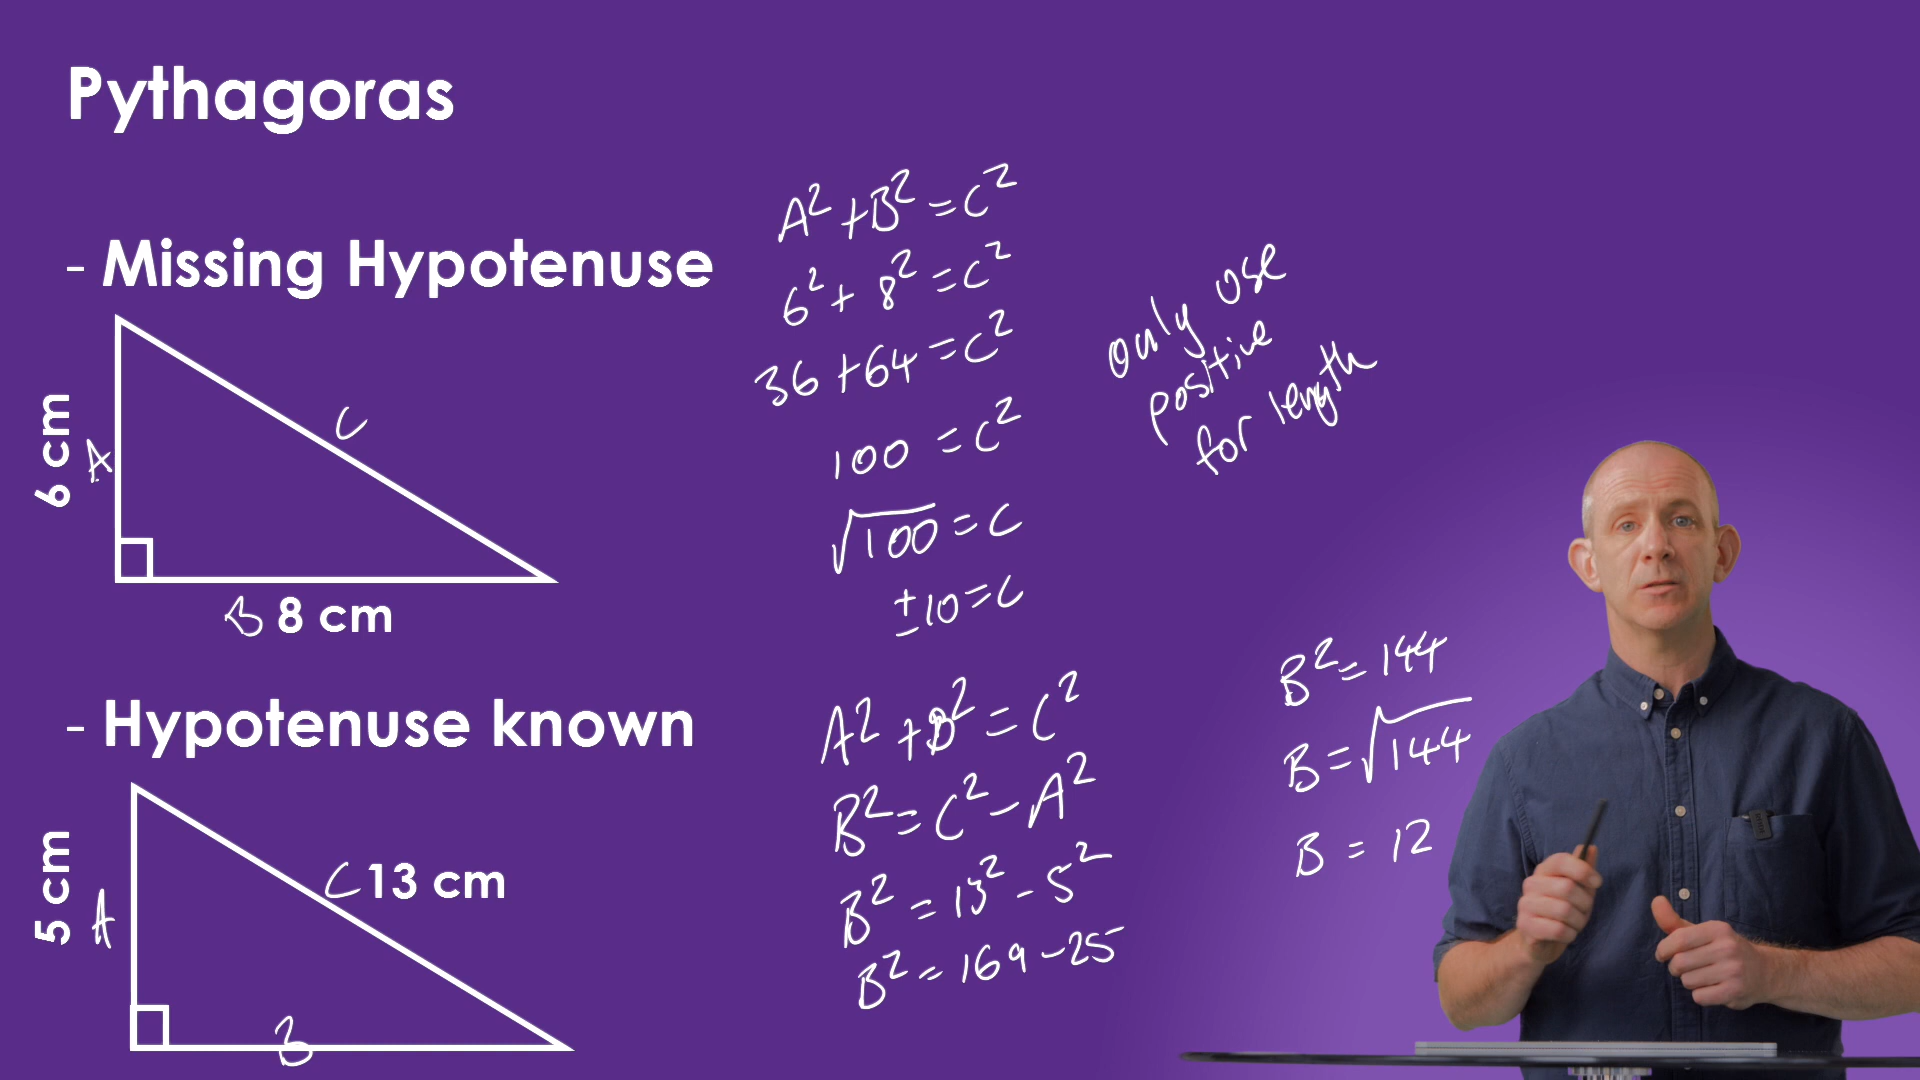 Pythagoras
- Missing Hypotenuse
6 cm
A
C
B 8 cm
A² + B² = C²
6² + 8² = C²
36 + 64 = C²
100 = C²
√100 = C
±10 = C
only use
positive
for length
- Hypotenuse known
5 cm
A
C 13 cm
B
A² + B² = C²
B² = C² - A²
B² = 13² - 5²
B² = 169 - 25
B² = 144
B = √144
B = 12